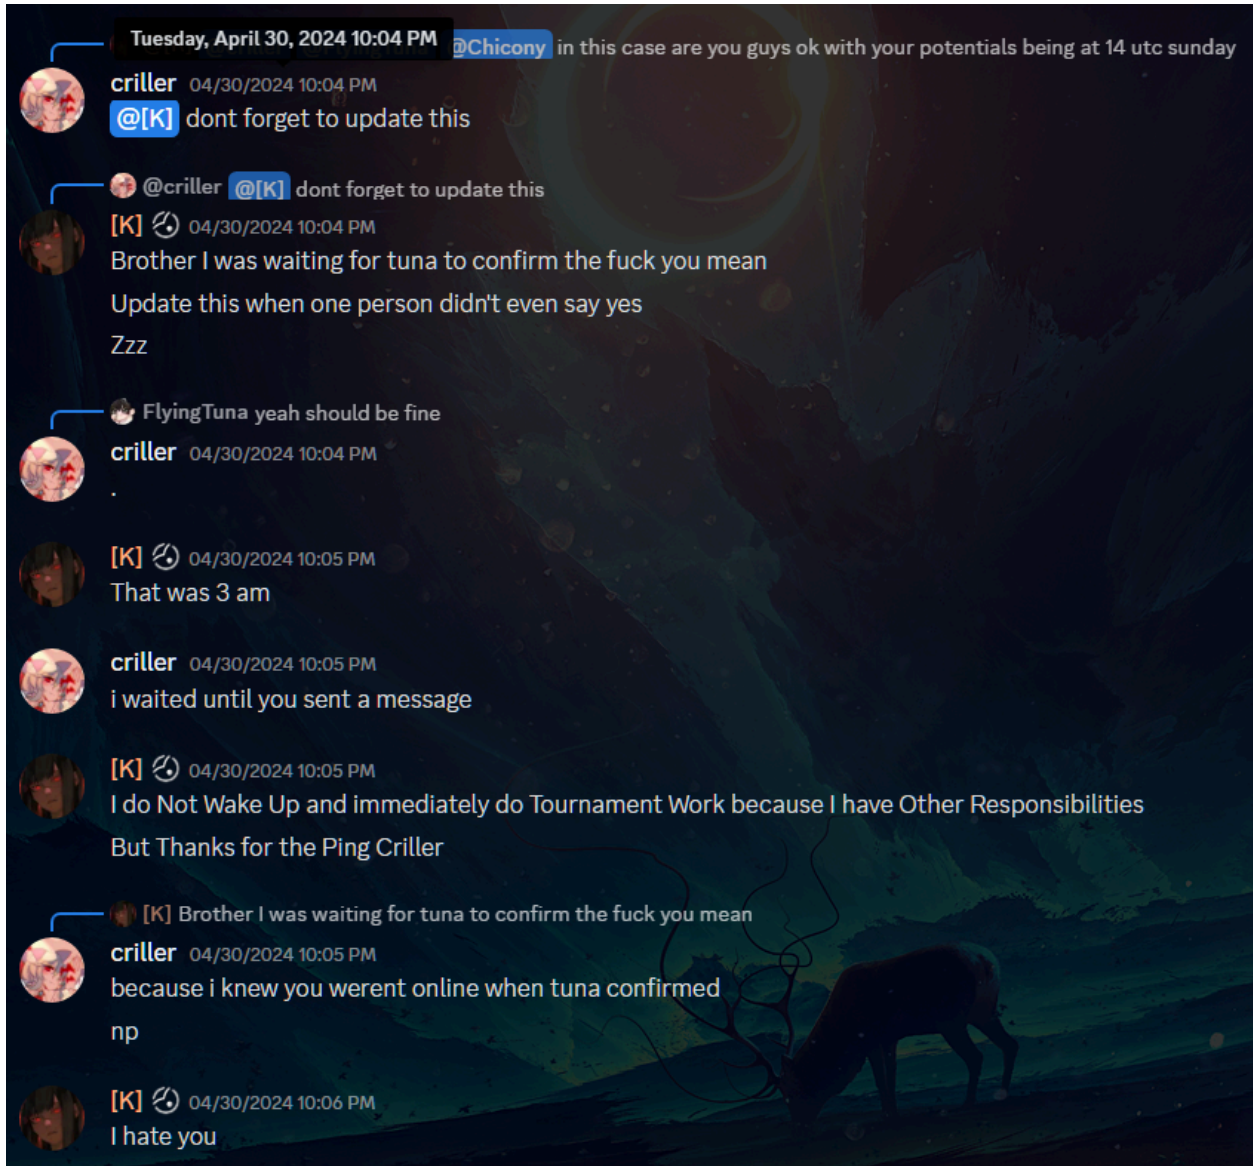 Tuesday, April 30, 2024 10:04 PM
@Chicony in this case are you guys ok with your potentials being at 14 utc sunday
criller 04/30/2024 10:04 PM
@[K] dont forget to update this
@criller @[K] dont forget to update this
[K] 04/30/2024 10:04 PM
Brother I was waiting for tuna to confirm the fuck you mean
Update this when one person didn't even say yes
Zzz
FlyingTuna yeah should be fine
criller 04/30/2024 10:04 PM
.
[K] 04/30/2024 10:05 PM
That was 3 am
criller 04/30/2024 10:05 PM
i waited until you sent a message
[K] 04/30/2024 10:05 PM
I do Not Wake Up and immediately do Tournament Work because I have Other Responsibilities
But Thanks for the Ping Criller
[K] Brother I was waiting for tuna to confirm the fuck you mean
criller 04/30/2024 10:05 PM
because i knew you werent online when tuna confirmed
np
[K] 04/30/2024 10:06 PM
I hate you